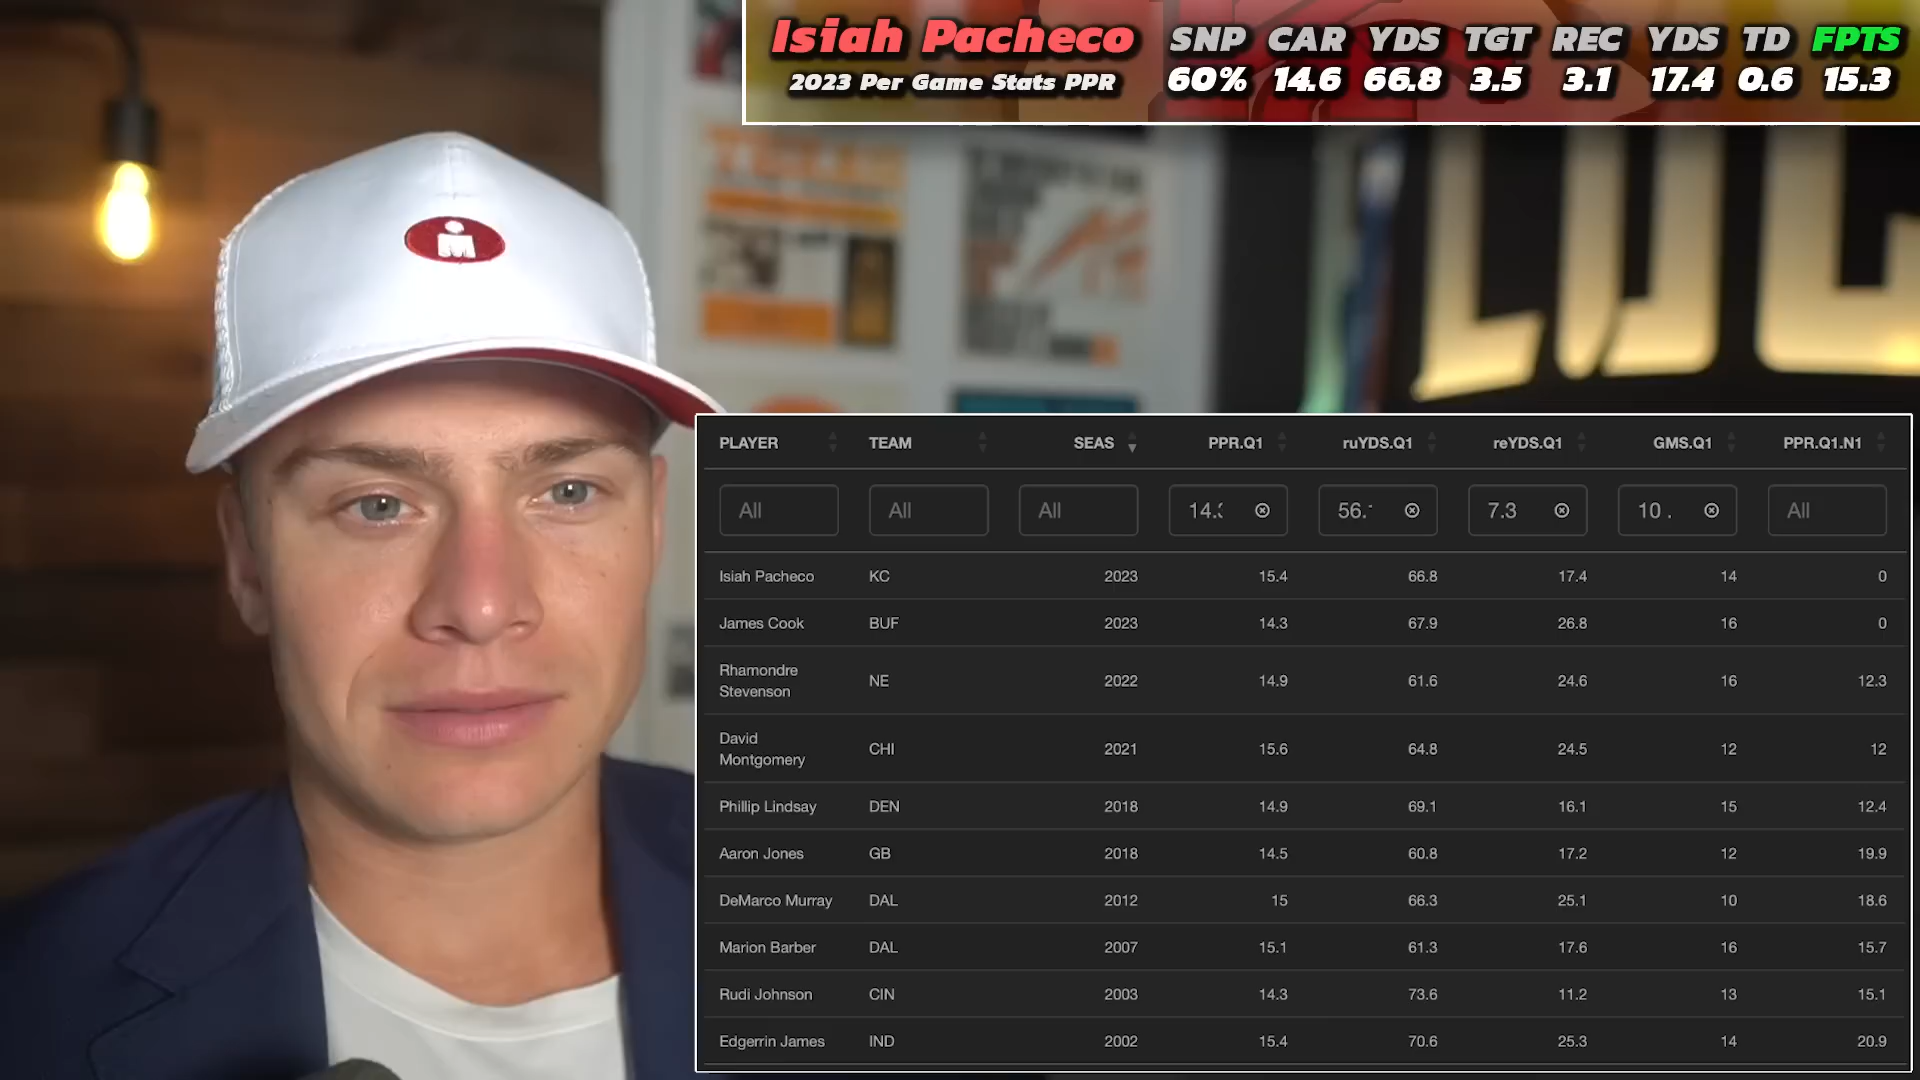 Isiah Pacheco SNP CAR YDS TGT REC YDS TD FPTS
2023 Per Game Stats PPR 60% 14.6 66.8 3.5 3.1 17.4 0.6 15.3
PLAYER TEAM SEAS PPR.Q1 ruYDS.Q1 reYDS.Q1 GMS.Q1 PPR.Q1.N1
All All All 56. 7.3 10 . All
Isiah Pacheco KC 2023 15.4 66.8 17.4 14 0
James Cook BUF 2023 14.3 67.9 26.8 16 0
Rhamondre
Stevenson NE 2022 14.9 61.6 24.6 16 12.3
David
Montgomery CHI 2021 15.6 64.8 24.5 12 12
Phillip Lindsay DEN 2018 14.9 69.1 16.1 15 12.4
Aaron Jones GB 2018 14.5 60.8 17.2 12 19.9
DeMarco Murray DAL 2012 15 66.3 25.1 10 18.6
Marion Barber DAL 2007 15.1 61.3 17.6 16 15.7
Rudi Johnson CIN 2003 14.3 73.6 11.2 13 15.1
Edgerrin James IND 2002 15.4 70.6 25.3 14 20.9